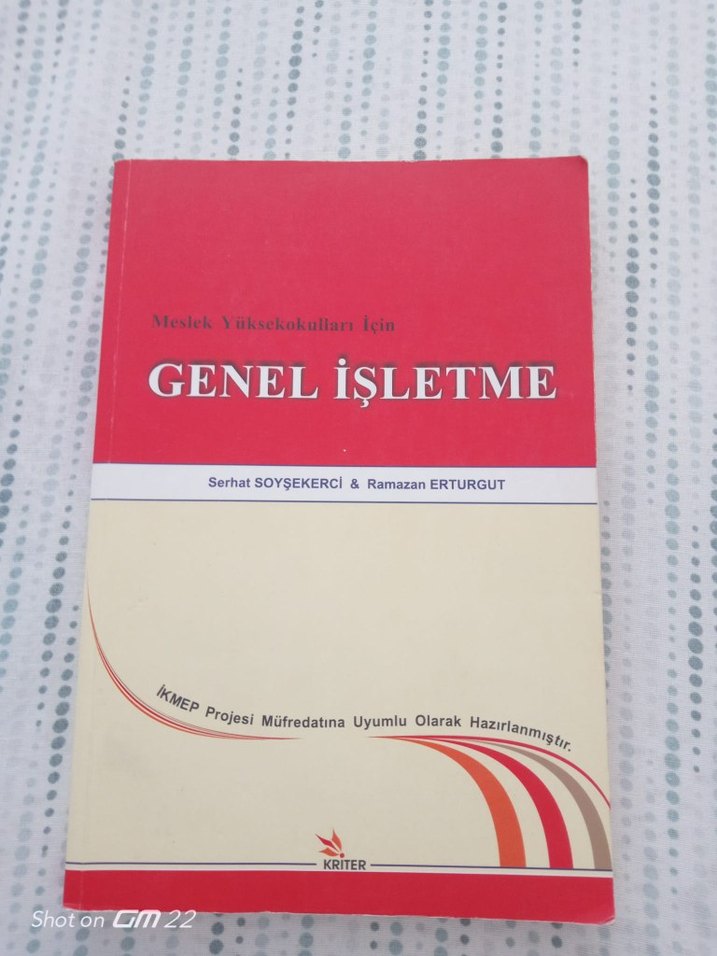 Meslek Yüksekokulları İçin
GENEL İŞLETME
Serhat SOYŞEKERCİ & Ramazan ERTURGUT
İKMEP Projesi Müfredatına Uyumlu Olarak Hazırlanmıştır.
KRİTER
Shot on GM 22